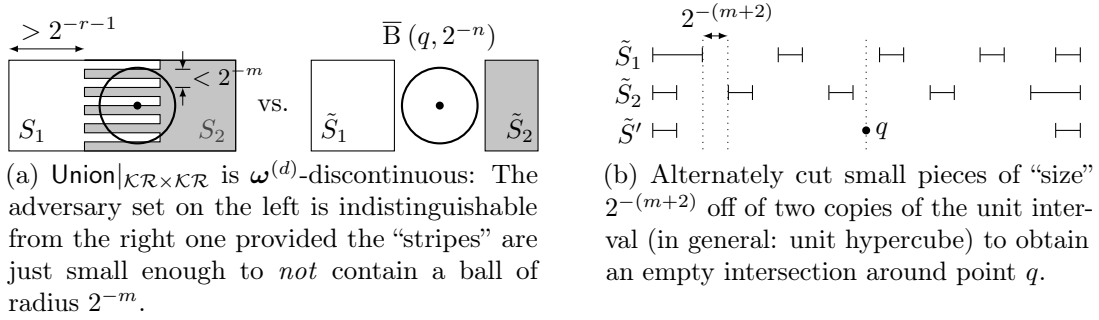 > 2^{-r-1}
B̅ (q, 2^{-n})
< 2^{-m}
vs.
S_1
S_2
S̃_1
S̃_2
(a) Union|_{𝒦ℛ×𝒦ℛ} is 𝝎^{(d)}-discontinuous: The
adversary set on the left is indistinguishable
from the right one provided the “stripes” are
just small enough to not contain a ball of
radius 2^{-m}.
2^{-(m+2)}
S̃_1
S̃_2
S̃′
q
(b) Alternately cut small pieces of “size”
2^{-(m+2)} off of two copies of the unit inter-
val (in general: unit hypercube) to obtain
an empty intersection around point q.